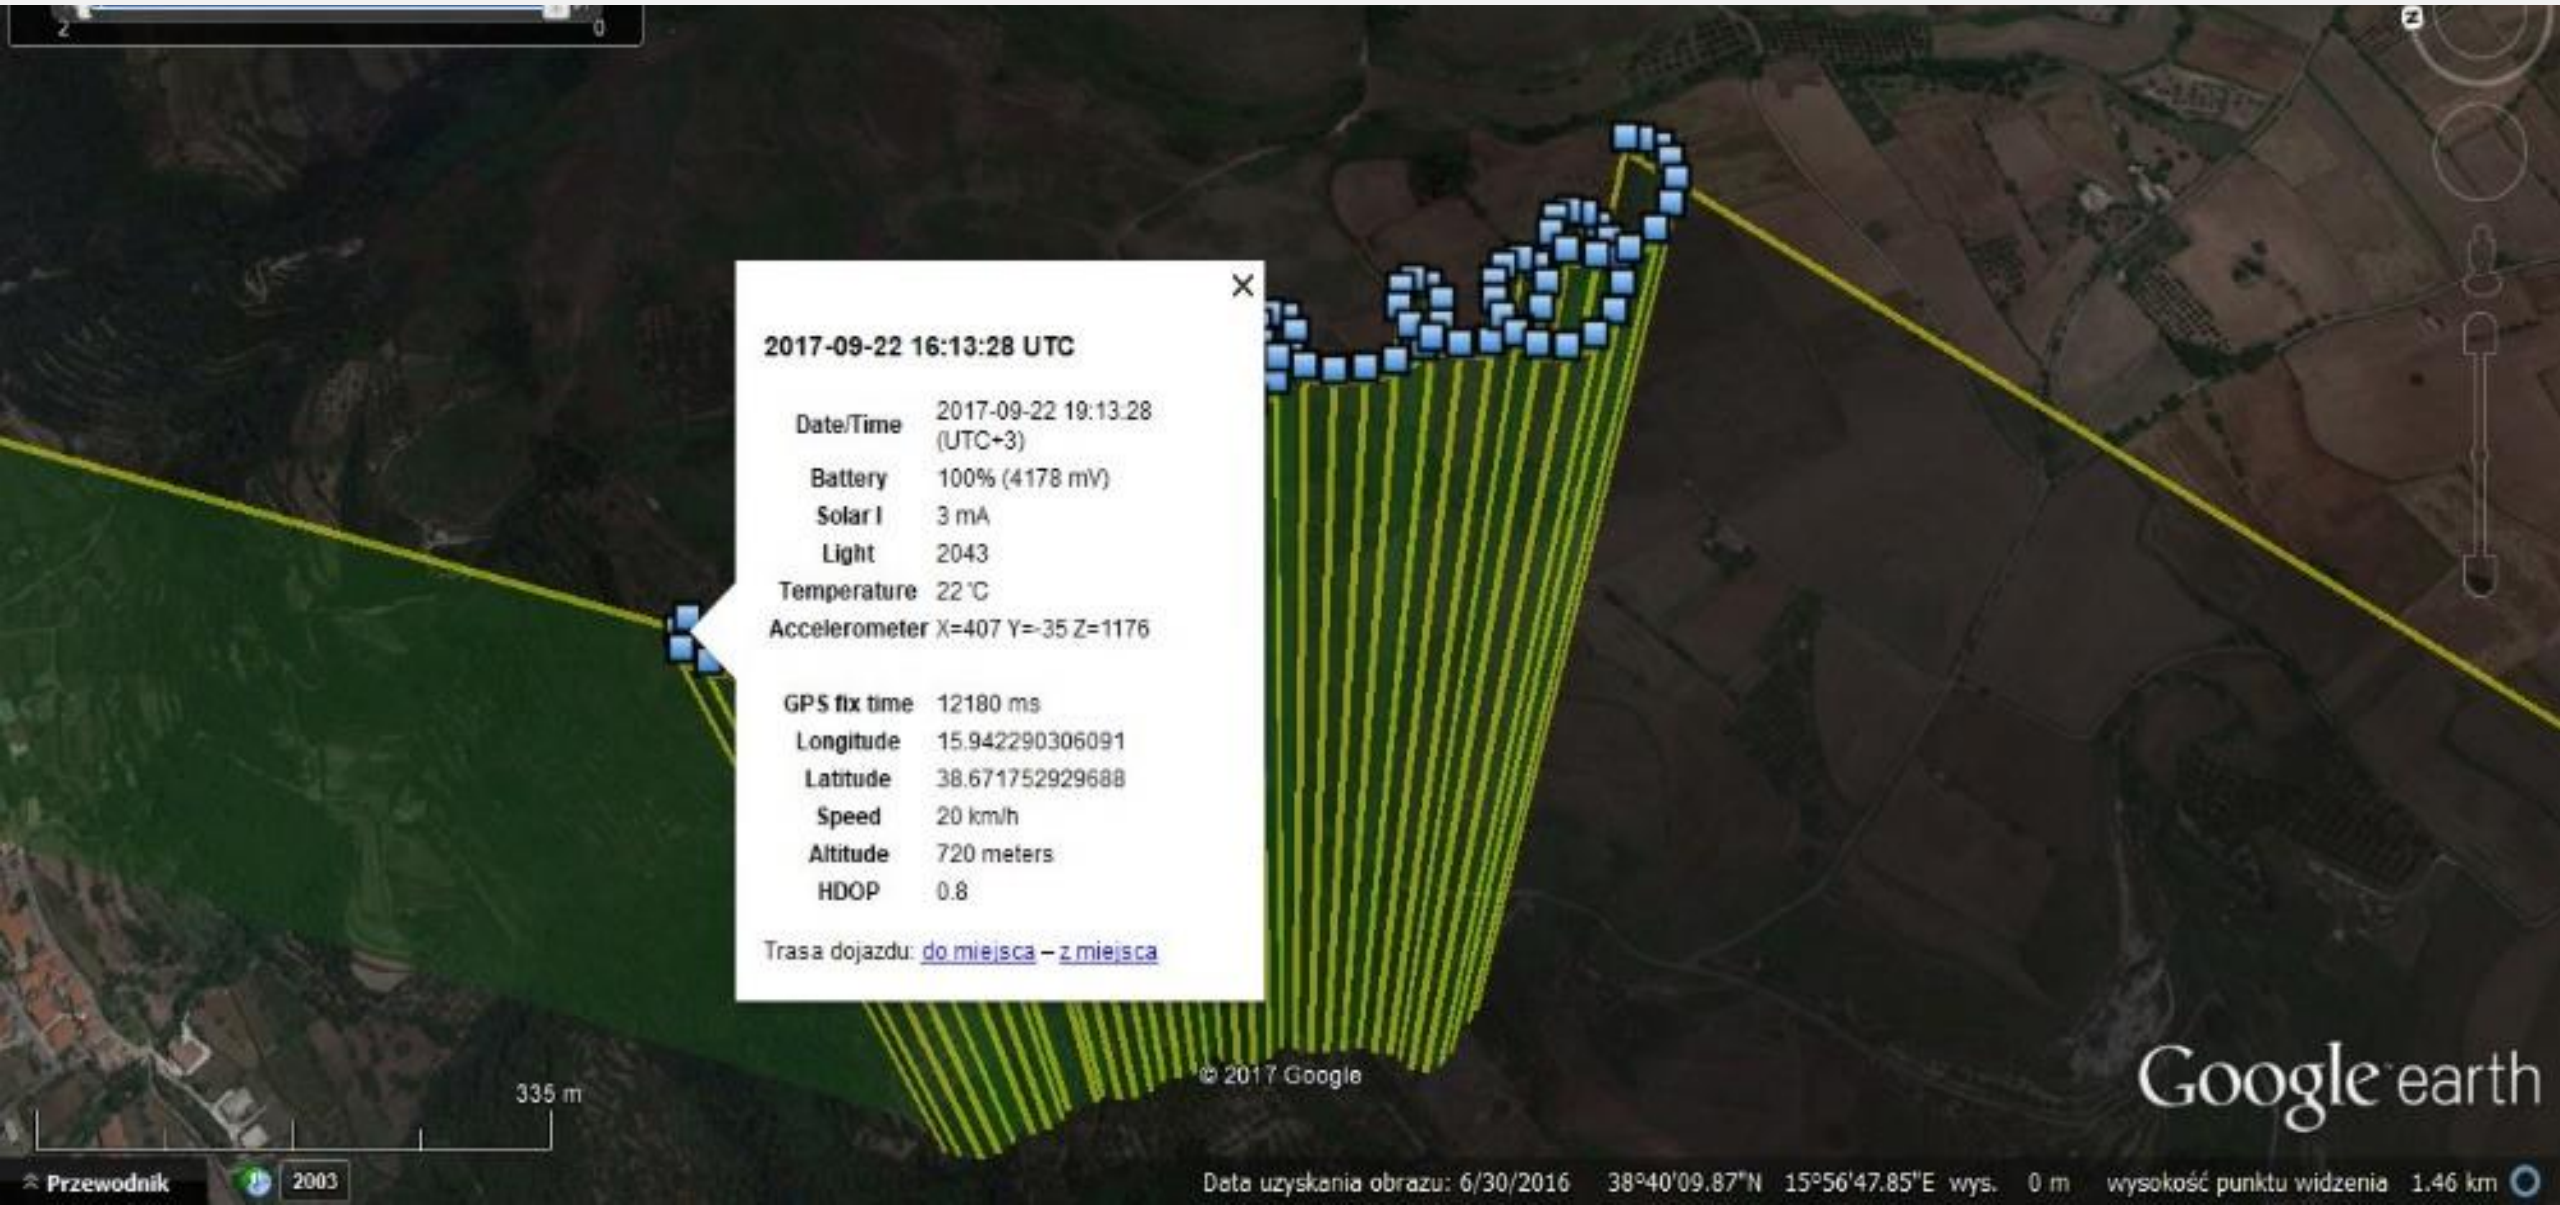 2
0
N
2017-09-22 16:13:28 UTC
Date/Time 2017-09-22 19:13:28
(UTC+3)
Battery 100% (4178 mV)
Solar I 3 mA
Light 2043
Temperature 22°C
Accelerometer X=407 Y=-35 Z=1176
GPS fix time 12180 ms
Longitude 15.942290306091
Latitude 38.671752929688
Speed 20 km/h
Altitude 720 meters
HDOP 0.8
Trasa dojazdu: do miejsca – z miejsca
© 2017 Google
335 m
Google earth
Przewodnik
2003
Data uzyskania obrazu: 6/30/2016 38°40'09.87"N 15°56'47.85"E wys. 0 m wysokość punktu widzenia 1.46 km